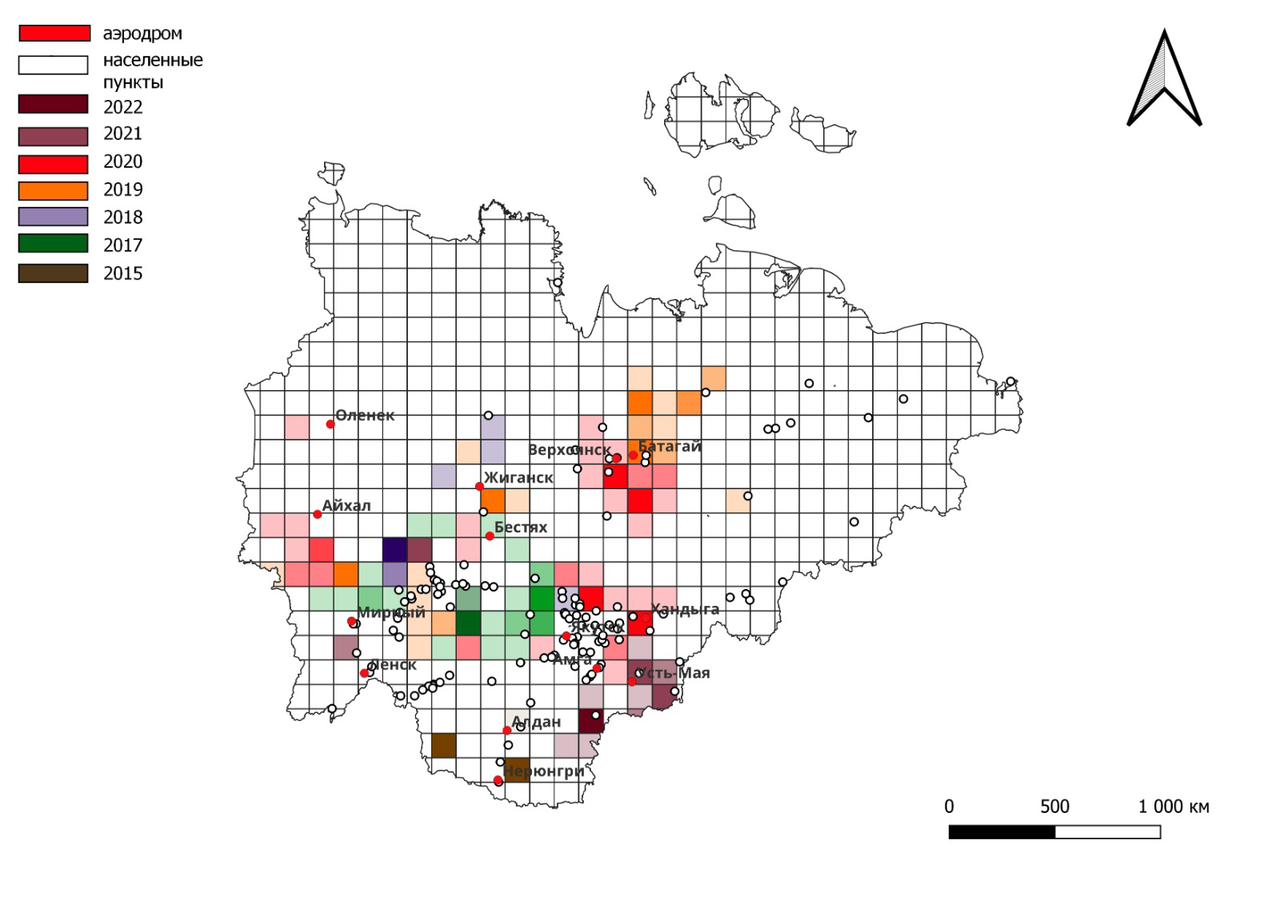 аэродром
населенные
пункты
2022
2021
2020
2019
2018
2017
2015
Оленек
Батагай
Жиганск
Айхал
Бестях
Хандыга
Мирный
Якутск
Амга
Ленск
Усть-Мая
Алдан
Нерюнгри
0 500 1 000 км